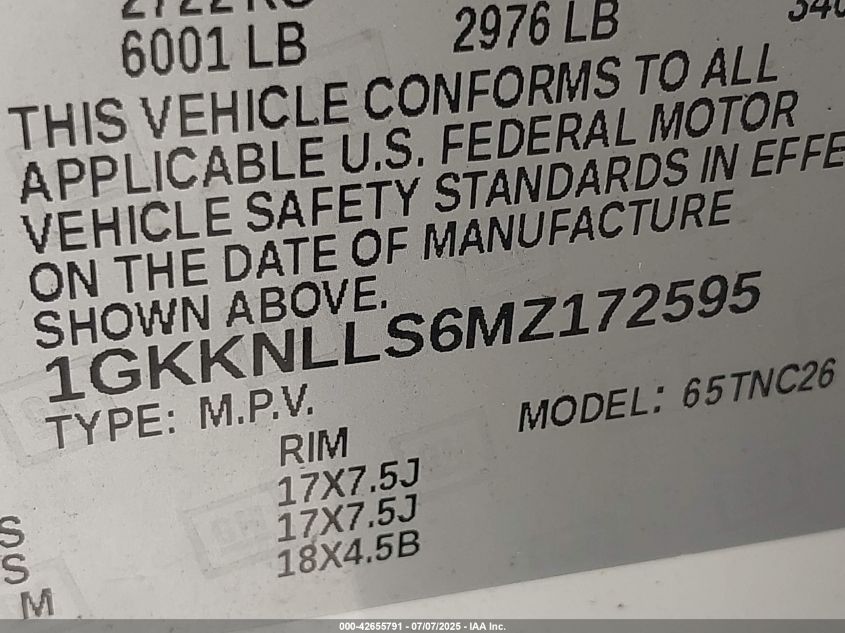 6001 LB 2976 LB
THIS VEHICLE CONFORMS TO ALL
APPLICABLE U.S. FEDERAL MOTOR
VEHICLE SAFETY STANDARDS IN EFFE
ON THE DATE OF MANUFACTURE
SHOWN ABOVE.
1GKKNLLS6MZ172595
TYPE: M.P.V. MODEL: 65TNC26
RIM
17X7.5J
S 17X7.5J
S 18X4.5B
M
000-42655791 - 07/07/2025 - IAA Inc.